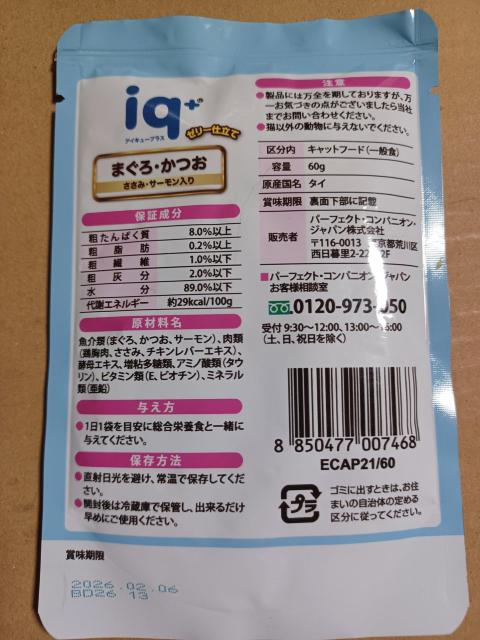 iq+
アイキュープラス
ゼリー仕立て
まぐろ・かつお
ささみ・サーモン入り
保証成分
粗たんぱく質 8.0%以上
粗脂肪 0.2%以上
粗繊維 1.0%以下
粗灰分 2.0%以下
水分 89.0%以下
代謝エネルギー 約29kcal/100g
原材料名
魚介類(まぐろ、かつお、サーモン)、肉類
(鶏胸肉、ささみ、チキンレバーエキス)、
酵母エキス、増粘多糖類、アミノ酸類(タウ
リン)、ビタミン類(E、ビオチン)、ミネラル
類(亜鉛)
与え方
●1日1袋を目安に総合栄養食と一緒に
与えてください。
保存方法
●直射日光を避け、常温で保存してくだ
さい。
●開封後は冷蔵庫で保管し、出来るだけ
早めにご使用ください。
注意
●製品には万全を期しておりますが、万
一お気づきの点がございましたら当社
までお問い合わせください。
●猫以外の動物に与えないでください。
区分内 キャットフード(一般食)
容量 60g
原産国名 タイ
賞味期限 裏面下部に記載
販売者 パーフェクト・コンパニオン・
ジャパン株式会社
〒116-0013 東京都荒川区
西日暮里2-22-2F
■パーフェクト・コンパニオン・ジャパン
お客様相談室
0120-973-050
受付 9:30〜12:00、13:00〜16:00
(土、日、祝日を除く)
8 850477 007468
ECAP21/60
プラ
ゴミに出すときは、お住
まいの自治体の定める
区分に従ってください。
賞味期限
2026.02.06
BD26 13